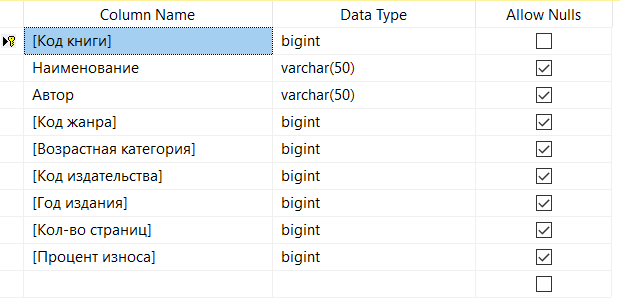 Column Name Data Type Allow Nulls
[Код книги] bigint
Наименование varchar(50)
Автор varchar(50)
[Код жанра] bigint
[Возрастная категория] bigint
[Код издательства] bigint
[Год издания] bigint
[Кол-во страниц] bigint
[Процент износа] bigint